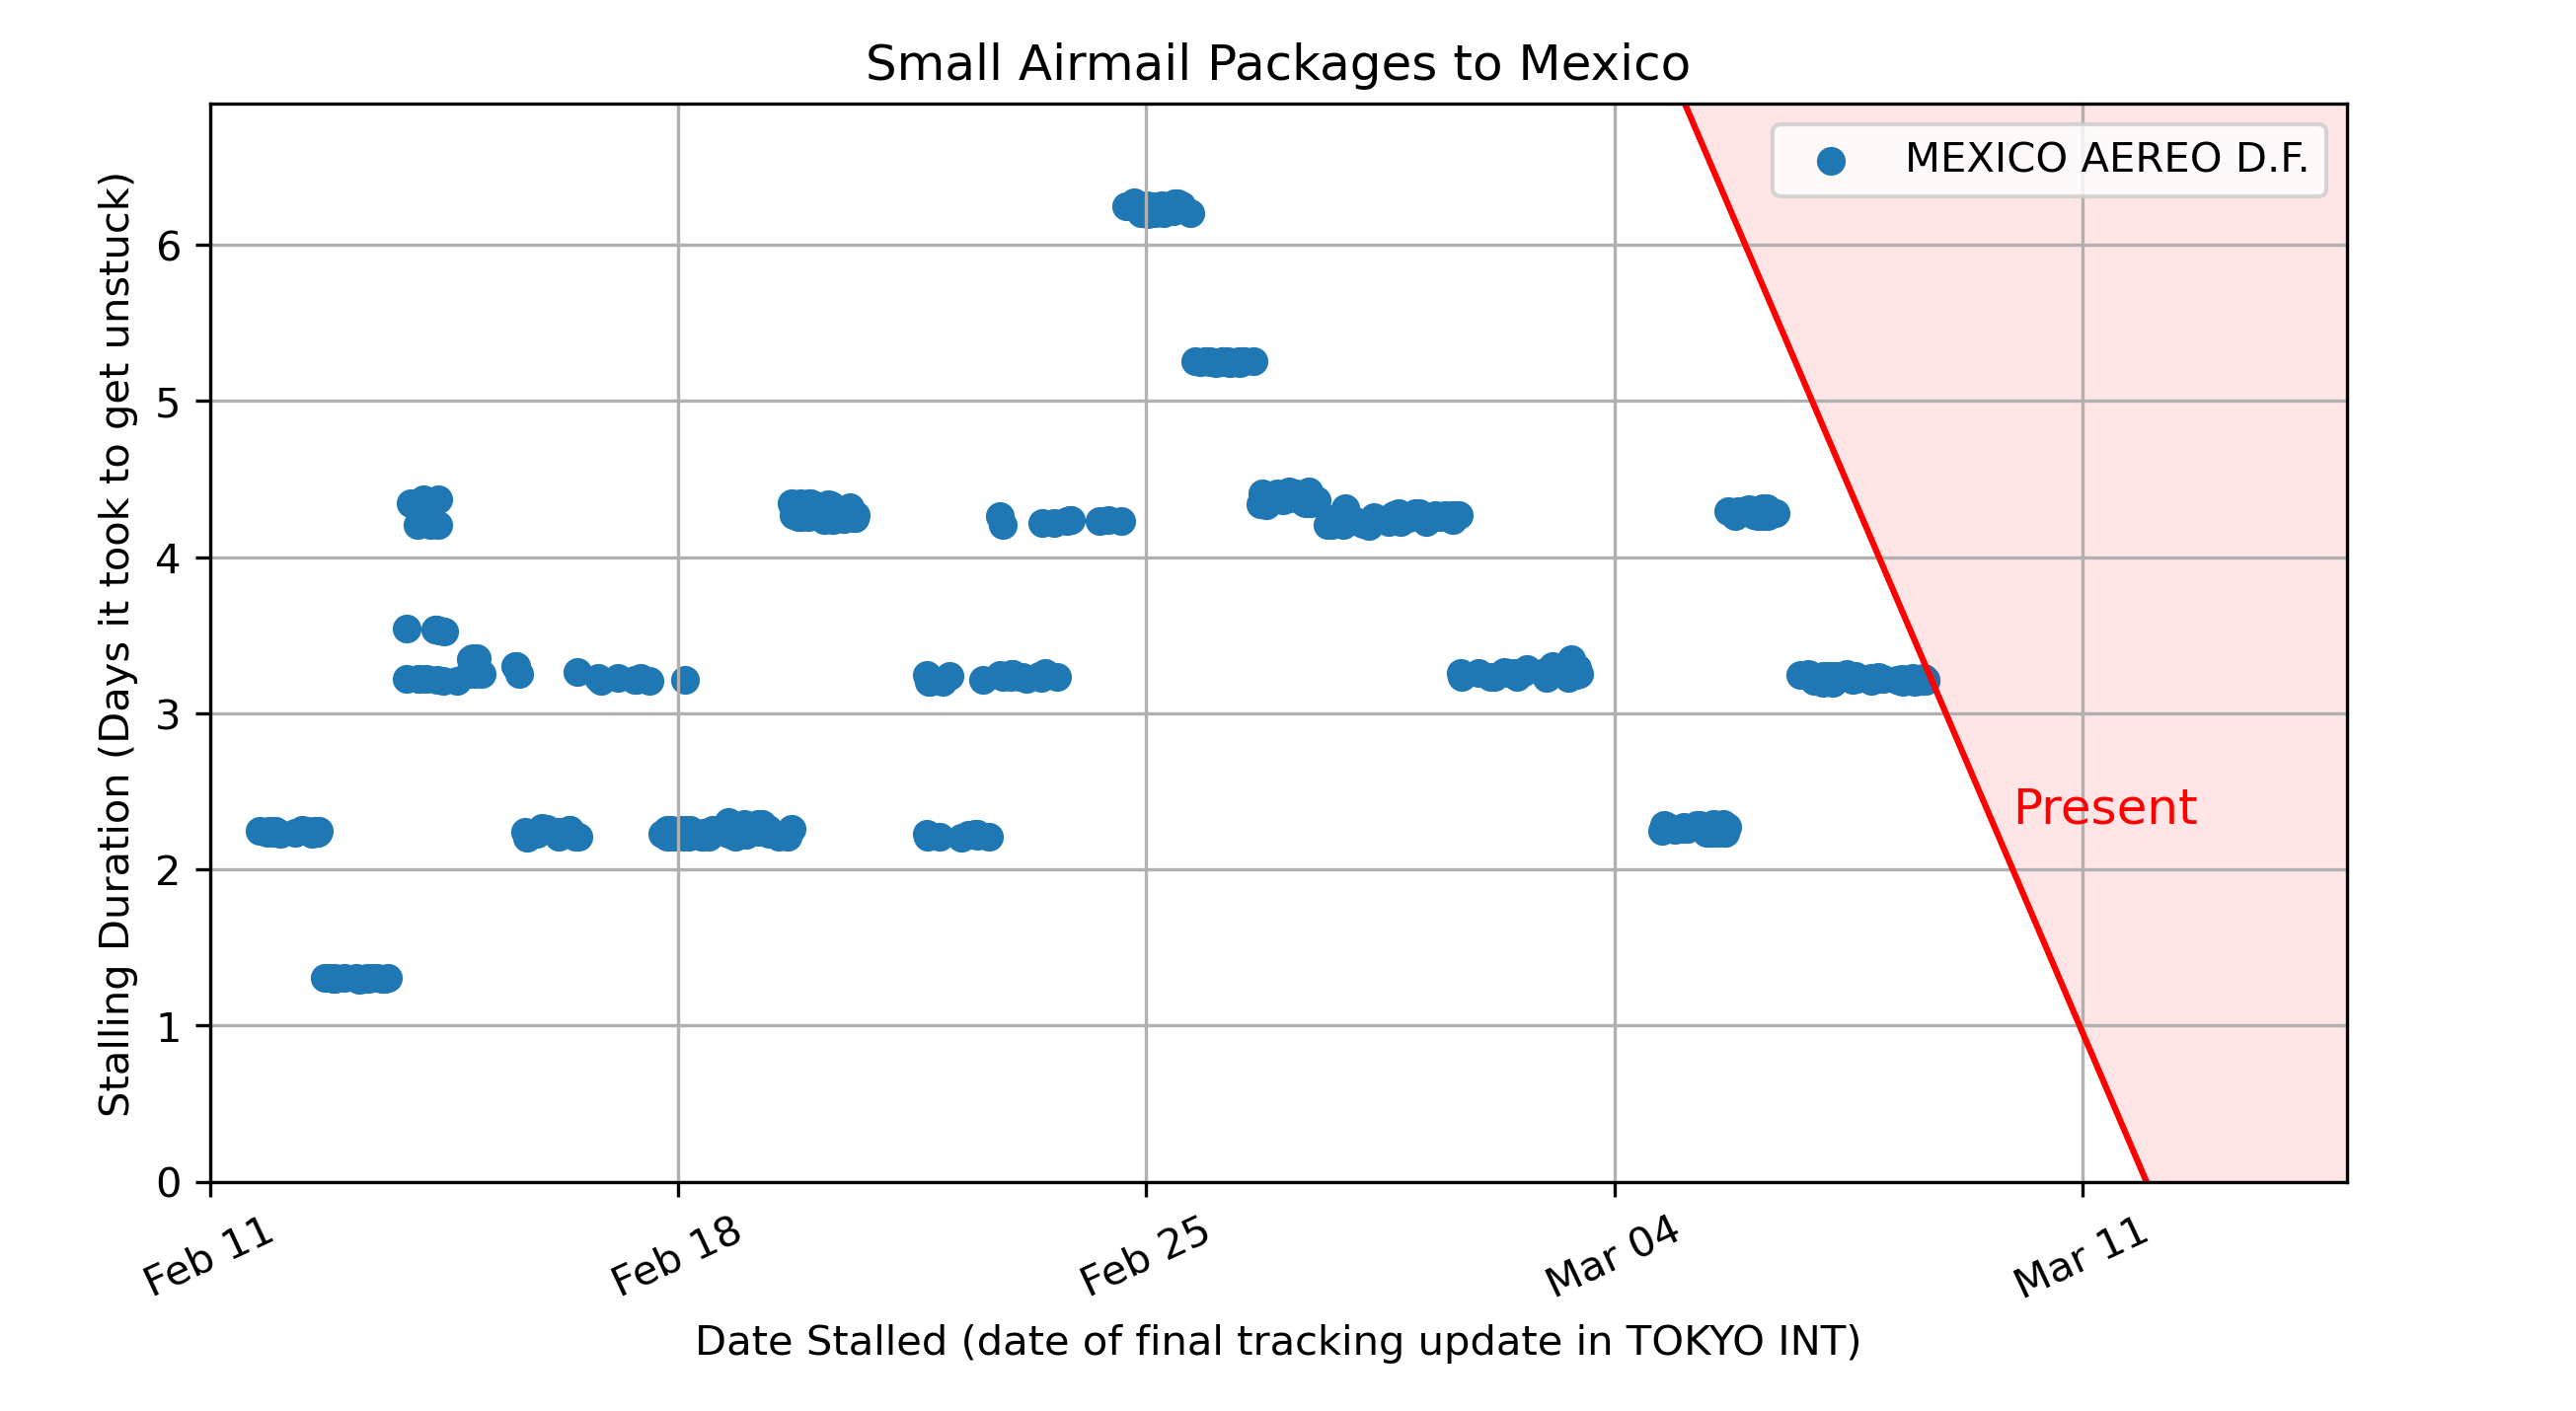 Small Airmail Packages to Mexico
MEXICO AEREO D.F.
Stalling Duration (Days it took to get unstuck)
6
5
4
3
2
1
0
Present
Feb 11
Feb 18
Feb 25
Mar 04
Mar 11
Date Stalled (date of final tracking update in TOKYO INT)